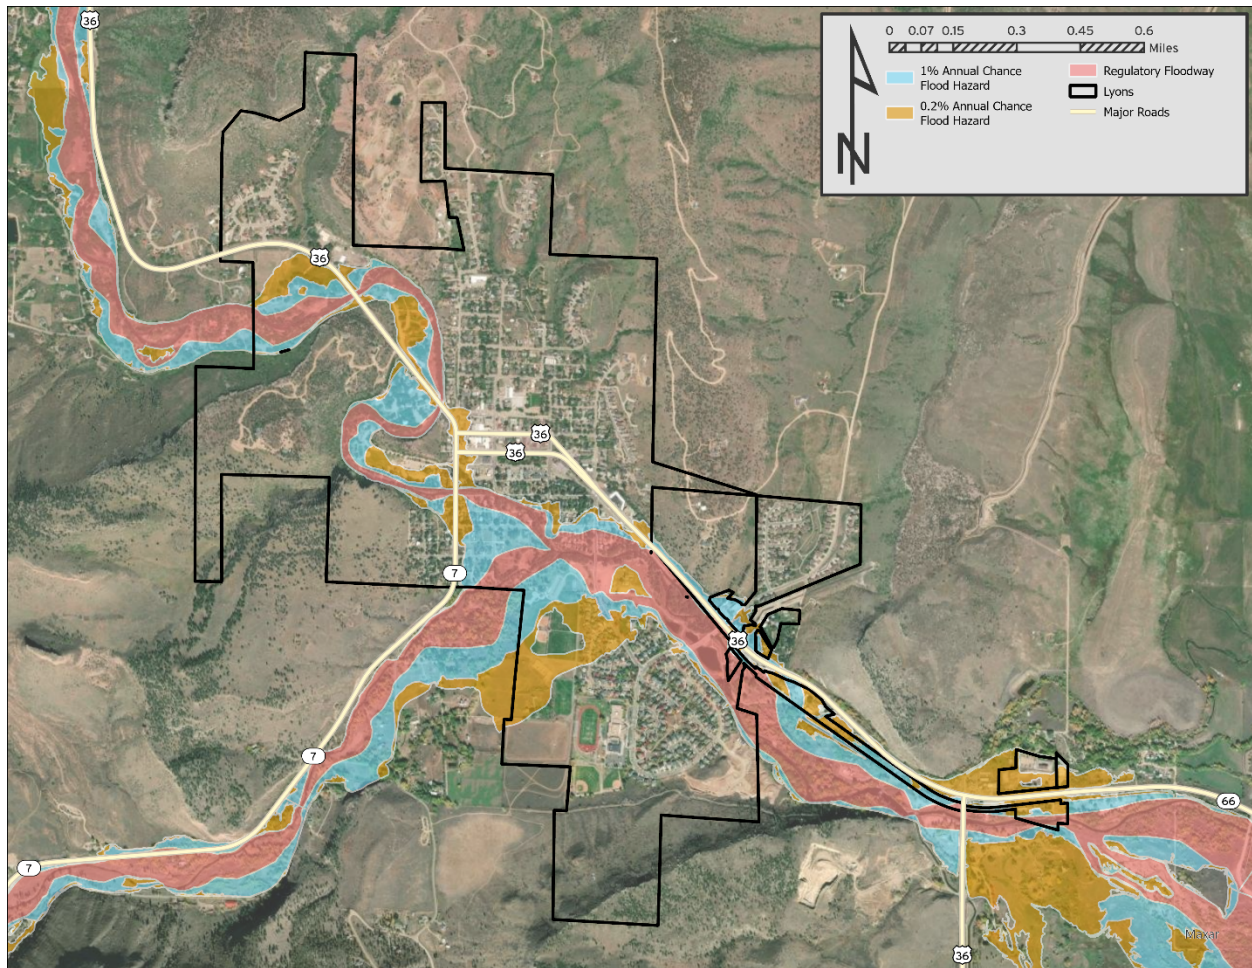 36
0 0.07 0.15 0.3 0.45 0.6
Miles
1% Annual Chance
Flood Hazard
0.2% Annual Chance
Flood Hazard
Regulatory Floodway
Lyons
Major Roads
N
36
36
36
7
36
7
66
7
Maxar
36